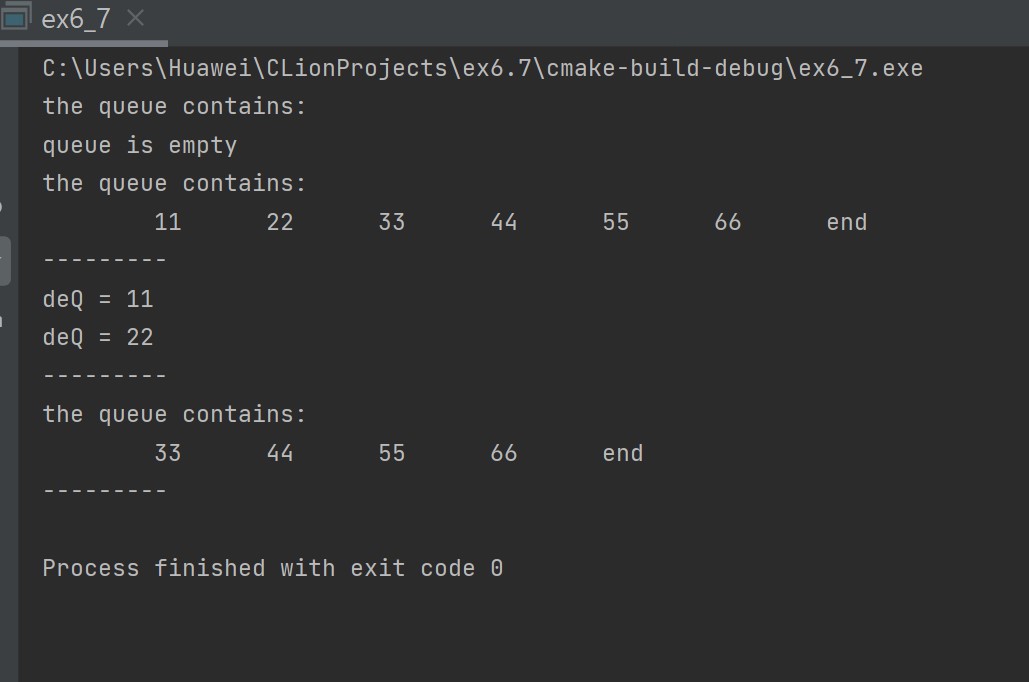 ex6_7
C:\Users\Huawei\CLionProjects\ex6.7\cmake-build-debug\ex6_7.exe
the queue contains:
queue is empty
the queue contains:
11 22 33 44 55 66 end
---------
deQ = 11
deQ = 22
---------
the queue contains:
33 44 55 66 end
---------
Process finished with exit code 0